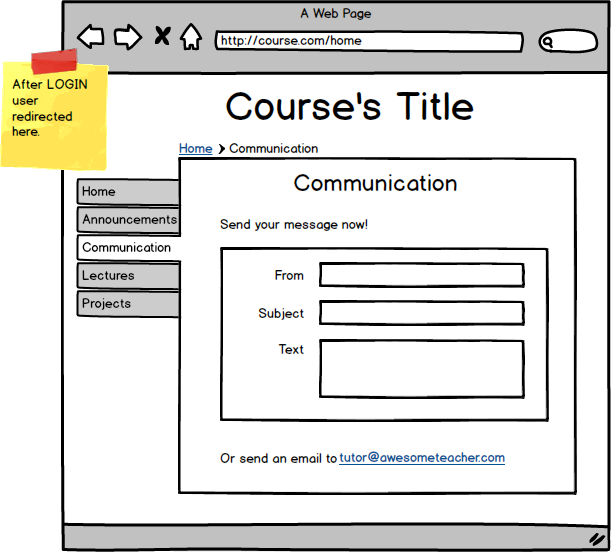 A Web Page
http://course.com/home
After LOGIN
user
redirected
here.
Course's Title
Home > Communication
Home
Announcements
Communication
Lectures
Projects
Communication
Send your message now!
From
Subject
Text
Or send an email to tutor@awesometeacher.com